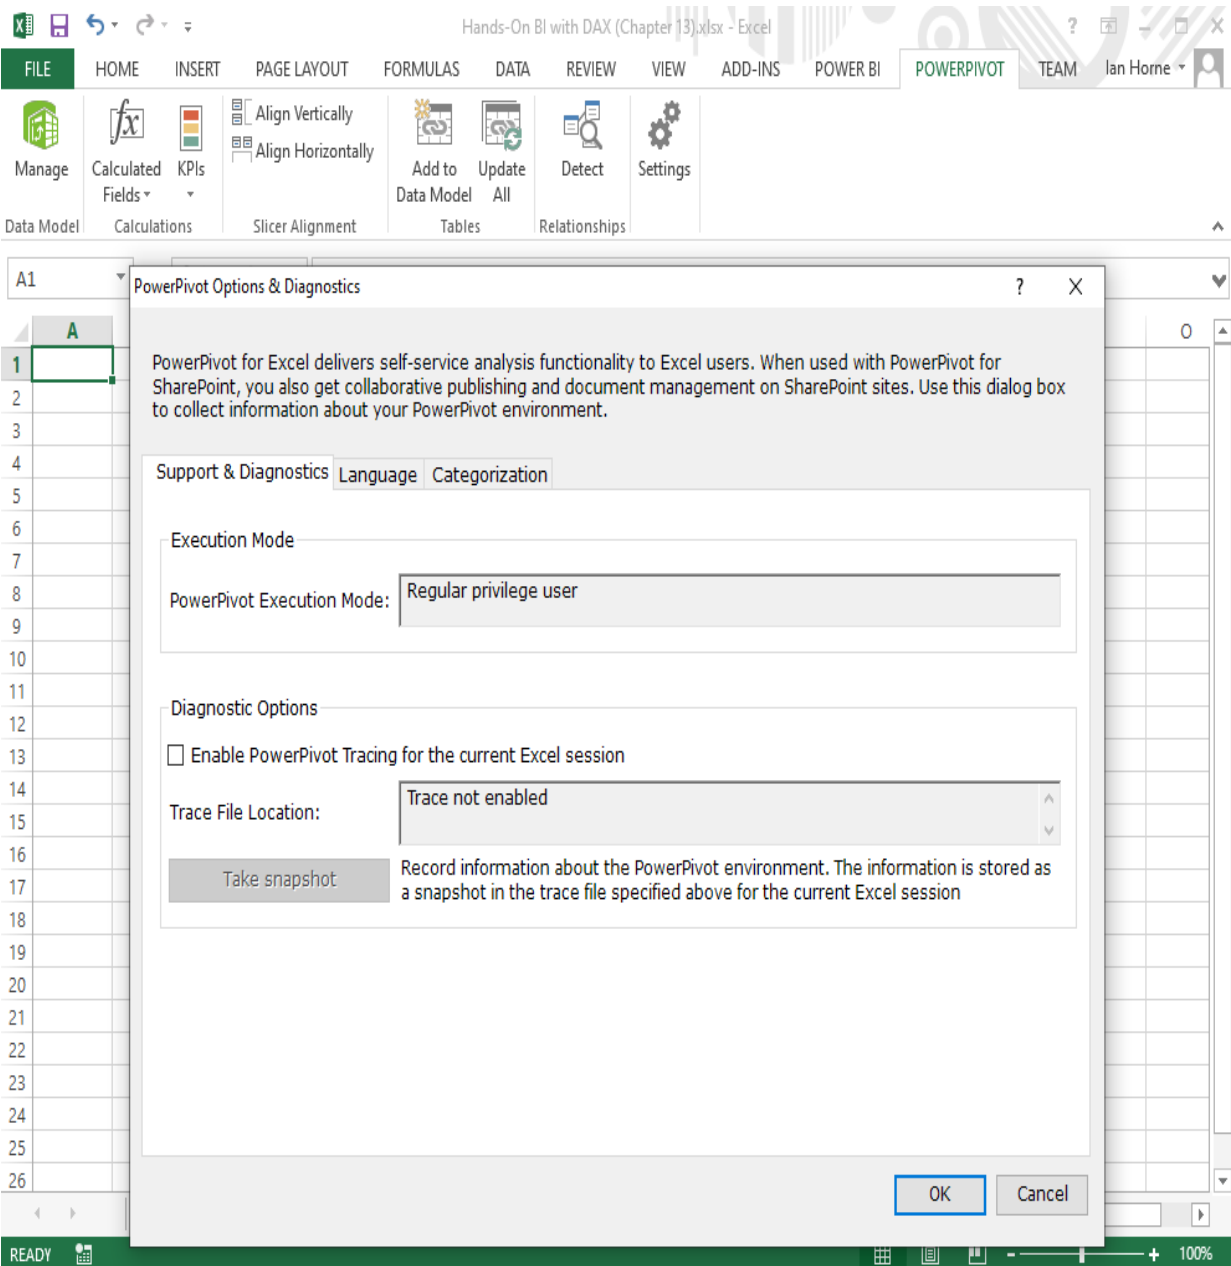 Hands-On BI with DAX (Chapter 13).xlsx - Excel
?
FILE HOME INSERT PAGE LAYOUT FORMULAS DATA REVIEW VIEW ADD-INS POWER BI POWERPIVOT TEAM Ian Horne
Manage
Calculated Fields
KPIs
Align Vertically
Align Horizontally
Add to Data Model
Update All
Detect
Settings
Data Model Calculations Slicer Alignment Tables Relationships
A1
PowerPivot Options & Diagnostics ? X
A O
PowerPivot for Excel delivers self-service analysis functionality to Excel users. When used with PowerPivot for
SharePoint, you also get collaborative publishing and document management on SharePoint sites. Use this dialog box
to collect information about your PowerPivot environment.
Support & Diagnostics Language Categorization
Execution Mode
PowerPivot Execution Mode: Regular privilege user
Diagnostic Options
Enable PowerPivot Tracing for the current Excel session
Trace File Location: Trace not enabled
Take snapshot
Record information about the PowerPivot environment. The information is stored as
a snapshot in the trace file specified above for the current Excel session
OK Cancel
1
2
3
4
5
6
7
8
9
10
11
12
13
14
15
16
17
18
19
20
21
22
23
24
25
26
READY 100%